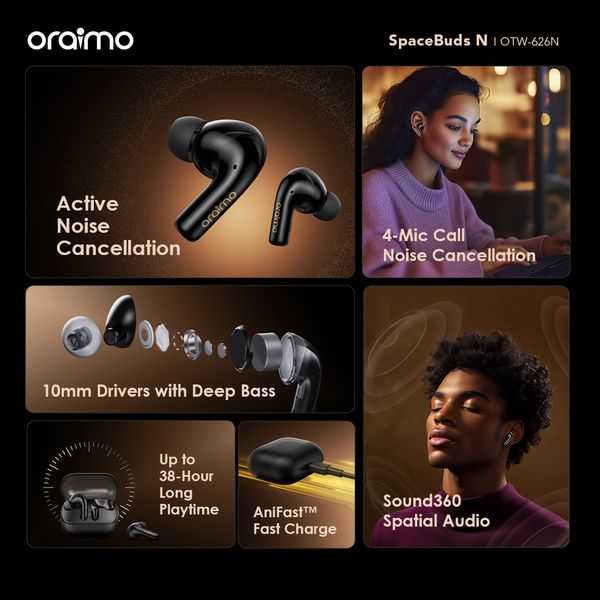 oraimo
SpaceBuds N | OTW-626N
oraimo
oraimo
Active
Noise
Cancellation
4-Mic Call
Noise Cancellation
10mm Drivers with Deep Bass
Up to
38-Hour
Long
Playtime
AniFast™
Fast Charge
Sound360
Spatial Audio